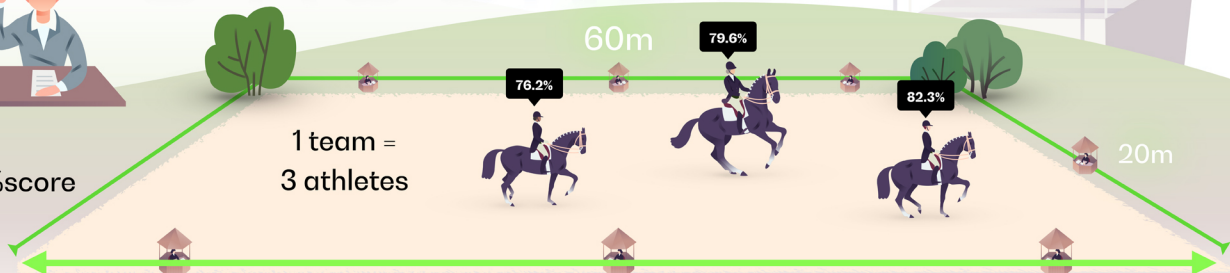 60m
79.6%
76.2%
82.3%
1 team =
3 athletes
20m
%score